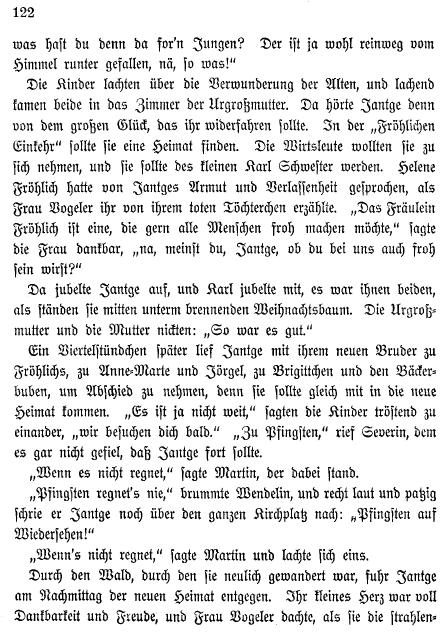 122
was hast du denn da for'n Jungen? Der ist ja wohl reinweg vom
Himmel runter gefallen, nä, so was!“
Die Kinder lachten über die Verwunderung der Alten, und lachend
kamen beide in das Zimmer der Urgroßmutter. Da hörte Jantge denn
von dem großen Glück, das ihr widerfahren sollte. In der „Fröhlichen
Einkehr“ sollte sie eine Heimat finden. Die Wirtsleute wollten sie zu
sich nehmen, und sie sollte des kleinen Karl Schwester werden. Helene
Fröhlich hatte von Jantges Armut und Verlassenheit gesprochen, als
Frau Vogeler ihr von ihrem toten Töchterchen erzählte. „Das Fräulein
Fröhlich ist eine, die gern alle Menschen froh machen möchte,“ sagte
die Frau dankbar, „na, meinst du, Jantge, ob du bei uns auch froh
sein wirst?“
Da jubelte Jantge auf, und Karl jubelte mit, es war ihnen beiden,
als ständen sie mitten unterm brennenden Weihnachtsbaum. Die Urgroß-
mutter und die Mutter nickten: „So war es gut.“
Ein Viertelstündchen später lief Jantge mit ihrem neuen Bruder zu
Fröhlichs, zu Anne-Marte und Jörgel, zu Brigittchen und den Bäcker-
buben, um Abschied zu nehmen, denn sie sollte gleich mit in die neue
Heimat kommen. „Es ist ja nicht weit,“ sagten die Kinder tröstend zu
einander, „wir besuchen dich bald.“ „Zu Pfingsten,“ rief Severin, dem
es gar nicht gefiel, daß Jantge fort sollte.
„Wenn es nicht regnet,“ sagte Martin, der dabei stand.
„Pfingsten regnet's nie,“ brummte Wendelin, und recht laut und patzig
schrie er Jantge noch über den ganzen Kirchplatz nach: „Pfingsten auf
Wiedersehen!“
„Wenn's nicht regnet,“ sagte Martin und lachte sich eins.
Durch den Wald, durch den sie neulich gewandert war, fuhr Jantge
am Nachmittag der neuen Heimat entgegen. Ihr kleines Herz war voll
Dankbarkeit und Freude, und Frau Vogeler dachte, als sie die strahlen-